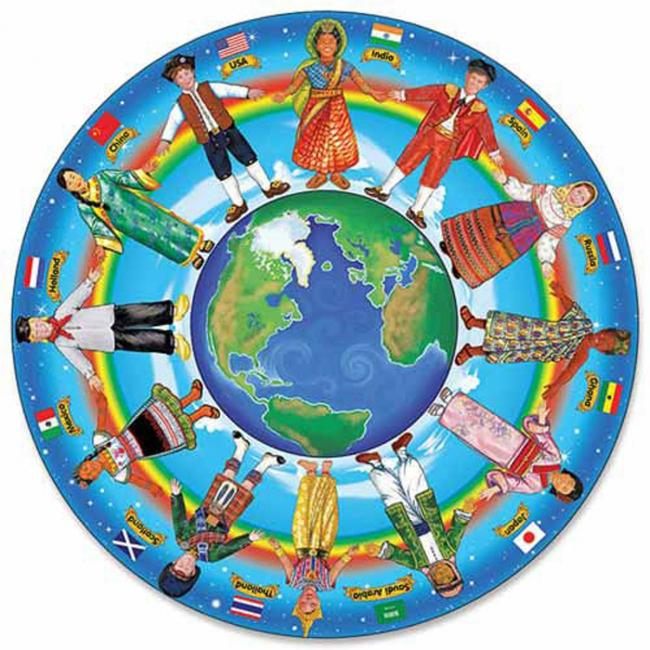 USA
India
Spain
Russia
Ghana
Japan
Saudi Arabia
Thailand
Scotland
Mexico
Holland
China